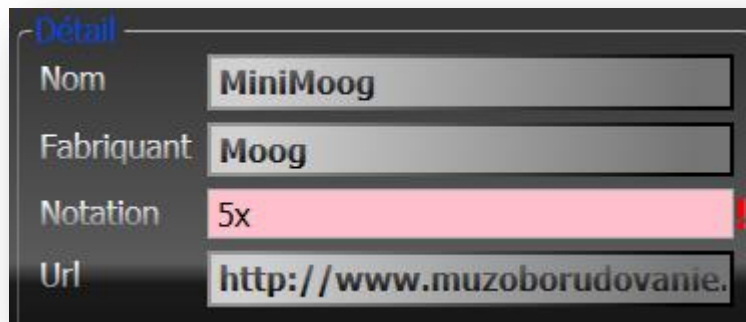 Détail
Nom MiniMoog
Fabriquant Moog
Notation 5x !
Url http://www.muzoborudovanie.